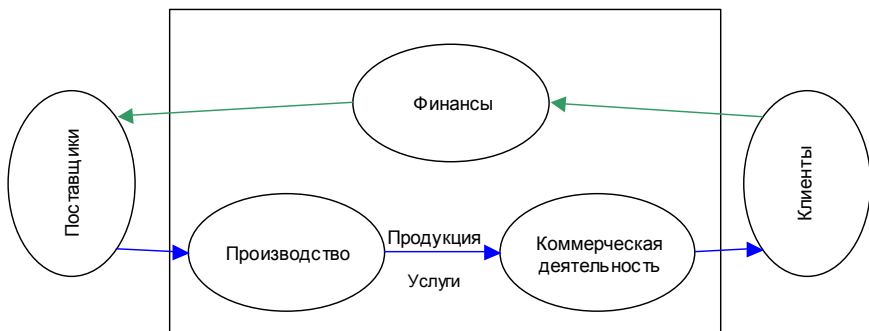 Финансы
Поставщики
Клиенты
Производство
Продукция
Услуги
Коммерческая
деятельность